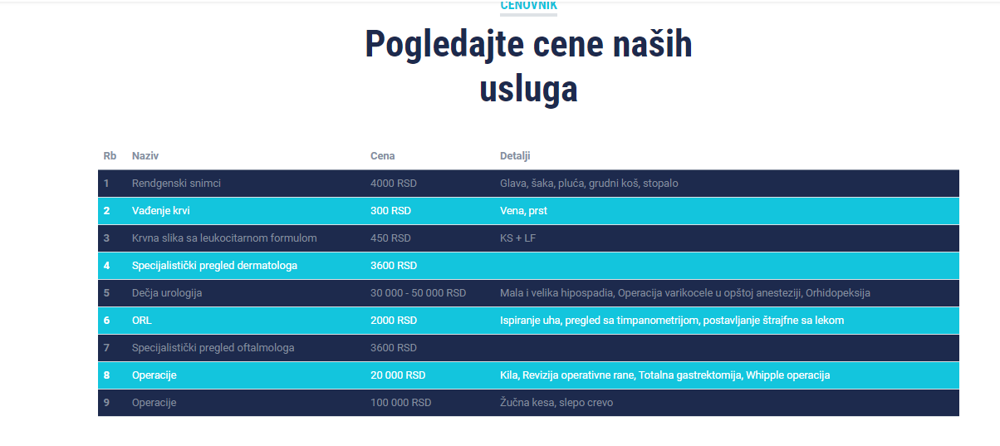 CENOVNIK
Pogledajte cene naših
usluga
Rb Naziv Cena Detalji
1 Rendgenski snimci 4000 RSD Glava, šaka, pluća, grudni koš, stopalo
2 Vađenje krvi 300 RSD Vena, prst
3 Krvna slika sa leukocitarnom formulom 450 RSD KS + LF
4 Specijalistički pregled dermatologa 3600 RSD
5 Dečja urologija 30 000 - 50 000 RSD Mala i velika hipospadia, Operacija varikocele u opštoj anesteziji, Orhidopeksija
6 ORL 2000 RSD Ispiranje uha, pregled sa timpanometrijom, postavljanje štrajfne sa lekom
7 Specijalistički pregled oftalmologa 3600 RSD
8 Operacije 20 000 RSD Kila, Revizija operativne rane, Totalna gastrektomija, Whipple operacija
9 Operacije 100 000 RSD Žučna kesa, slepo crevo